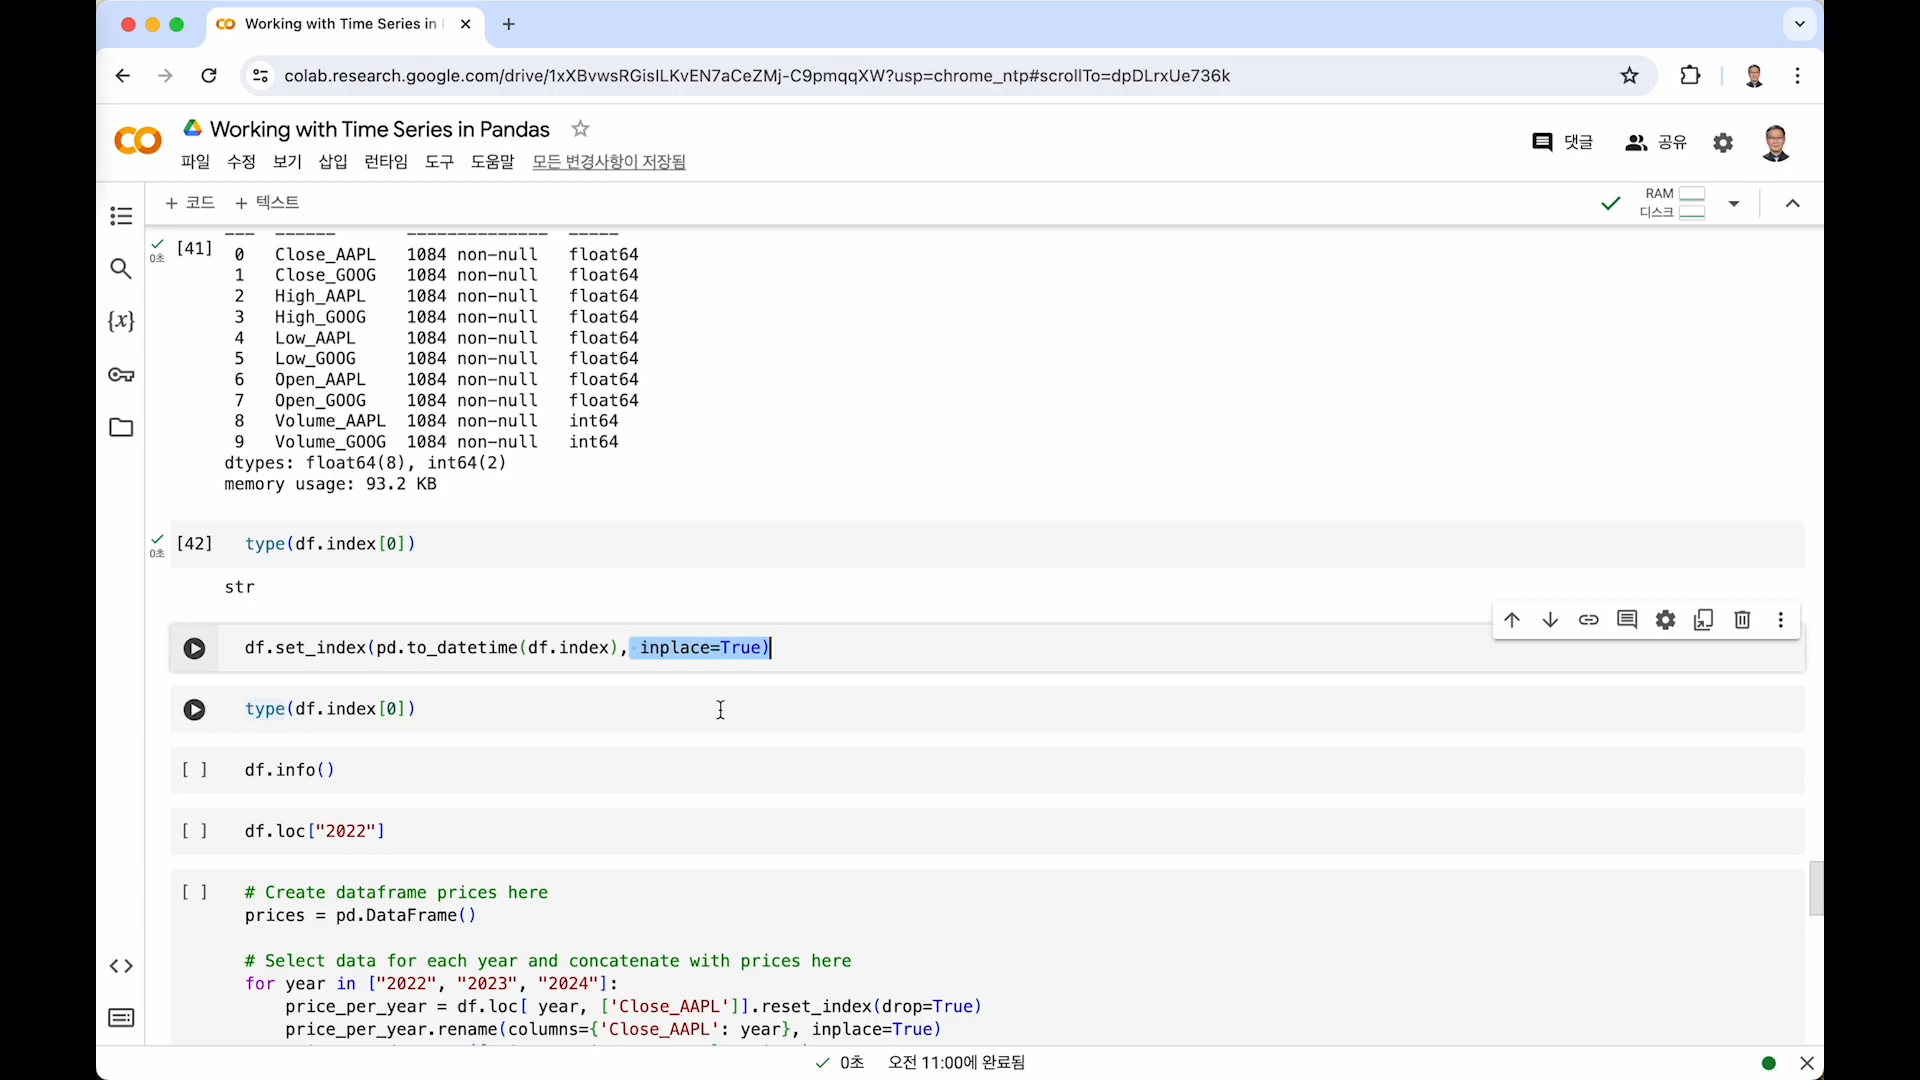 Working with Time Series in
colab.research.google.com/drive/1xXBvwsRGisILKvEN7aCeZMj-C9pmqqXW?usp=chrome_ntp#scrollTo=dpDLrxUe736k
Working with Time Series in Pandas
댓글
공유
파일 수정 보기 삽입 런타임 도구 도움말 모든 변경사항이 저장됨
+ 코드 + 텍스트
RAM
디스크
[41]
0초
--- ------ -------------- -----
0 Close_AAPL 1084 non-null float64
1 Close_GOOG 1084 non-null float64
2 High_AAPL 1084 non-null float64
3 High_GOOG 1084 non-null float64
4 Low_AAPL 1084 non-null float64
5 Low_GOOG 1084 non-null float64
6 Open_AAPL 1084 non-null float64
7 Open_GOOG 1084 non-null float64
8 Volume_AAPL 1084 non-null int64
9 Volume_GOOG 1084 non-null int64
dtypes: float64(8), int64(2)
memory usage: 93.2 KB
[42] type(df.index[0])
0초
str
df.set_index(pd.to_datetime(df.index), inplace=True)
type(df.index[0])
[ ] df.info()
[ ] df.loc["2022"]
[ ] # Create dataframe prices here
prices = pd.DataFrame()
# Select data for each year and concatenate with prices here
for year in ["2022", "2023", "2024"]:
price_per_year = df.loc[ year, ['Close_AAPL']].reset_index(drop=True)
price_per_year.rename(columns={'Close_AAPL': year}, inplace=True)
0초 오전 11:00에 완료됨